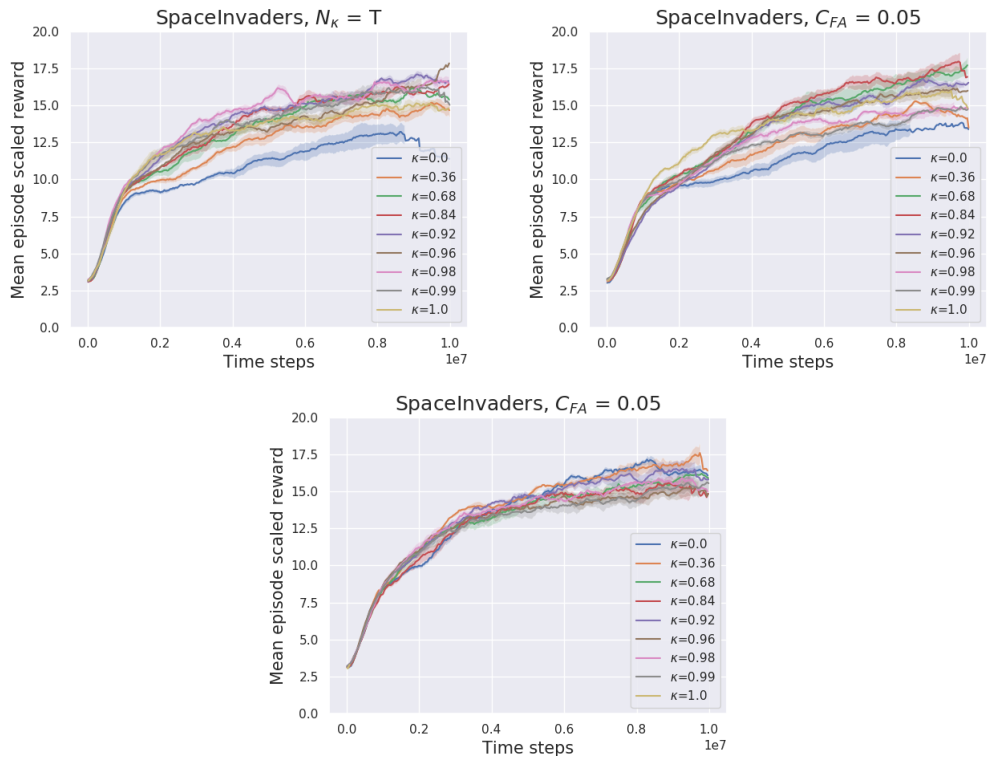 SpaceInvaders, Nκ = T
Mean episode scaled reward
20.0
17.5
15.0
12.5
10.0
7.5
5.0
2.5
0.0
κ=0.0
κ=0.36
κ=0.68
κ=0.84
κ=0.92
κ=0.96
κ=0.98
κ=0.99
κ=1.0
0.0 0.2 0.4 0.6 0.8 1.0
1e7
Time steps
SpaceInvaders, CFA = 0.05
Mean episode scaled reward
20.0
17.5
15.0
12.5
10.0
7.5
5.0
2.5
0.0
κ=0.0
κ=0.36
κ=0.68
κ=0.84
κ=0.92
κ=0.96
κ=0.98
κ=0.99
κ=1.0
0.0 0.2 0.4 0.6 0.8 1.0
1e7
Time steps
SpaceInvaders, CFA = 0.05
Mean episode scaled reward
20.0
17.5
15.0
12.5
10.0
7.5
5.0
2.5
0.0
κ=0.0
κ=0.36
κ=0.68
κ=0.84
κ=0.92
κ=0.96
κ=0.98
κ=0.99
κ=1.0
0.0 0.2 0.4 0.6 0.8 1.0
1e7
Time steps